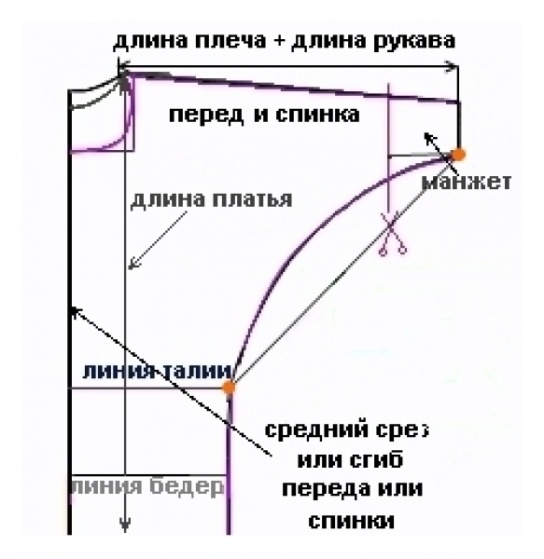 длина плеча + длина рукава
перед и спинка
манжет
длина платья
линия талии
средний срез
или сгиб
переда или
спинки
линия бедер